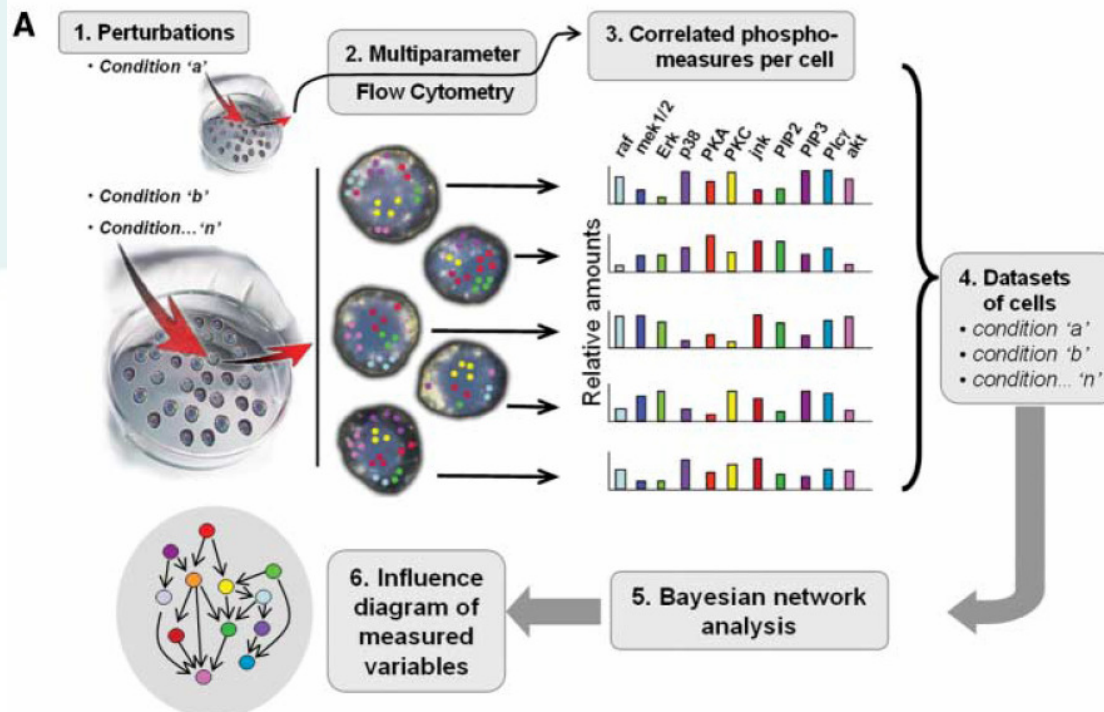 A
1. Perturbations
• Condition 'a'
• Condition 'b'
• Condition... 'n'
2. Multiparameter
Flow Cytometry
3. Correlated phospho-
measures per cell
raf
mek1/2
Erk
p38
PKA
PKC
jnk
PIP2
PIP3
Plcγ
akt
Relative amounts
4. Datasets
of cells
• condition 'a'
• condition 'b'
• condition... 'n'
5. Bayesian network
analysis
6. Influence
diagram of
measured
variables